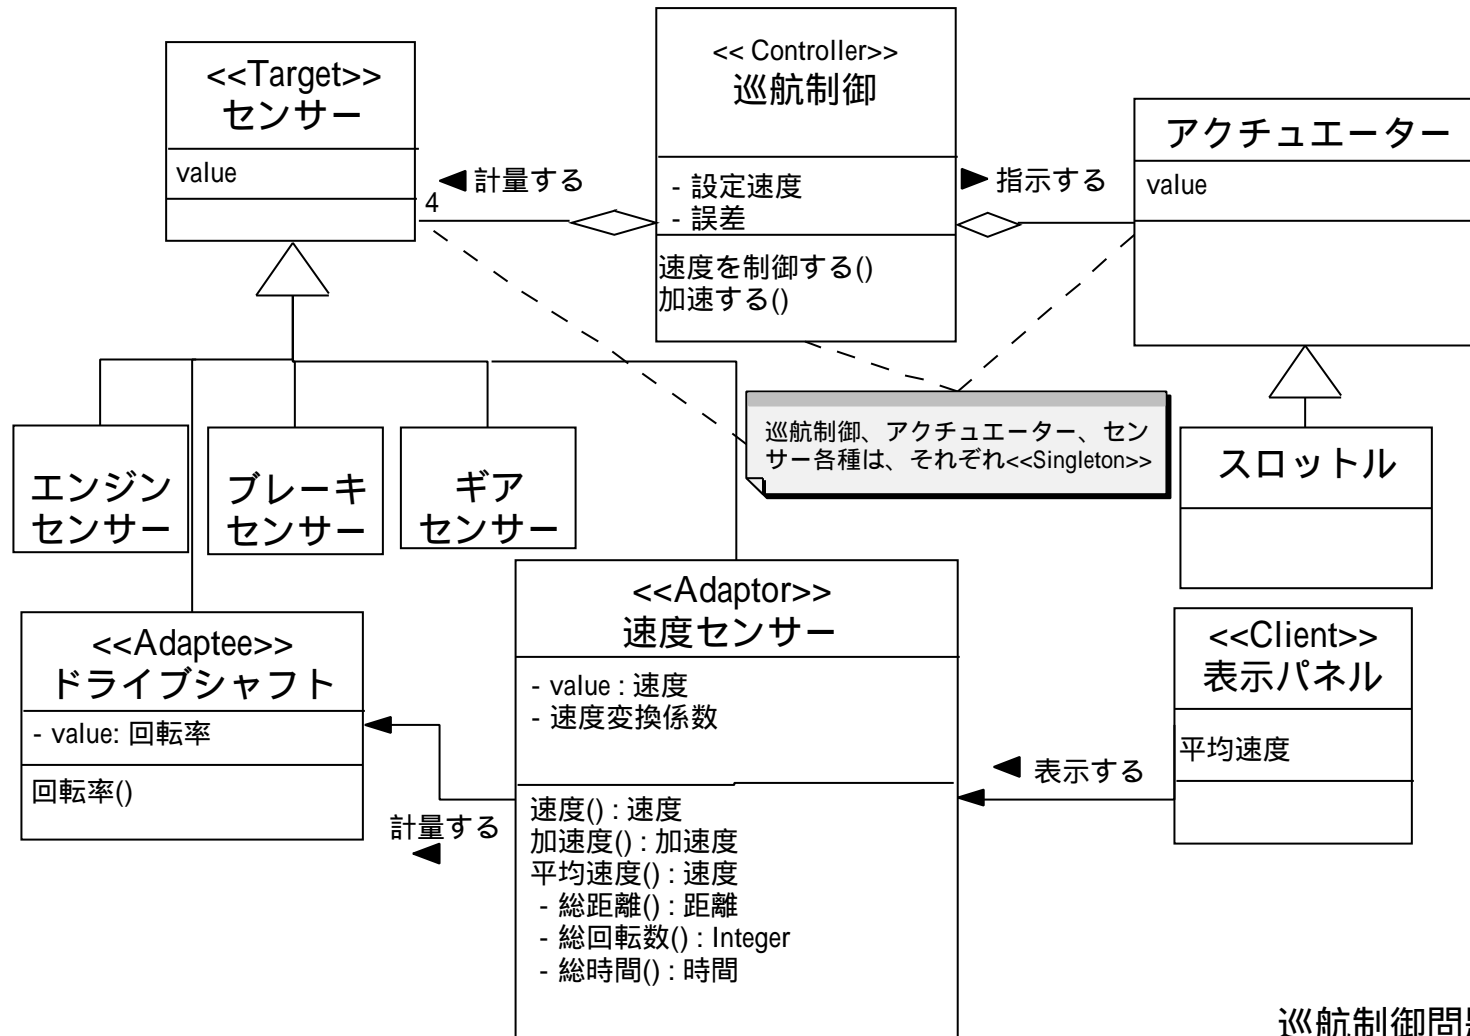 <<Target>>
センサー
value
4
◀ 計量する
<< Controller>>
巡航制御
- 設定速度
- 誤差
速度を制御する()
加速する()
▶ 指示する
アクチュエーター
value
巡航制御、アクチュエーター、セン
サー各種は、それぞれ<<Singleton>>
スロットル
エンジン
センサー
ブレーキ
センサー
ギア
センサー
<<Adaptee>>
ドライブシャフト
- value: 回転率
回転率()
計量する
◀
<<Adaptor>>
速度センサー
- value : 速度
- 速度変換係数
速度() : 速度
加速度() : 加速度
平均速度() : 速度
- 総距離() : 距離
- 総回転数() : Integer
- 総時間() : 時間
◀ 表示する
<<Client>>
表示パネル
平均速度
巡航制御問